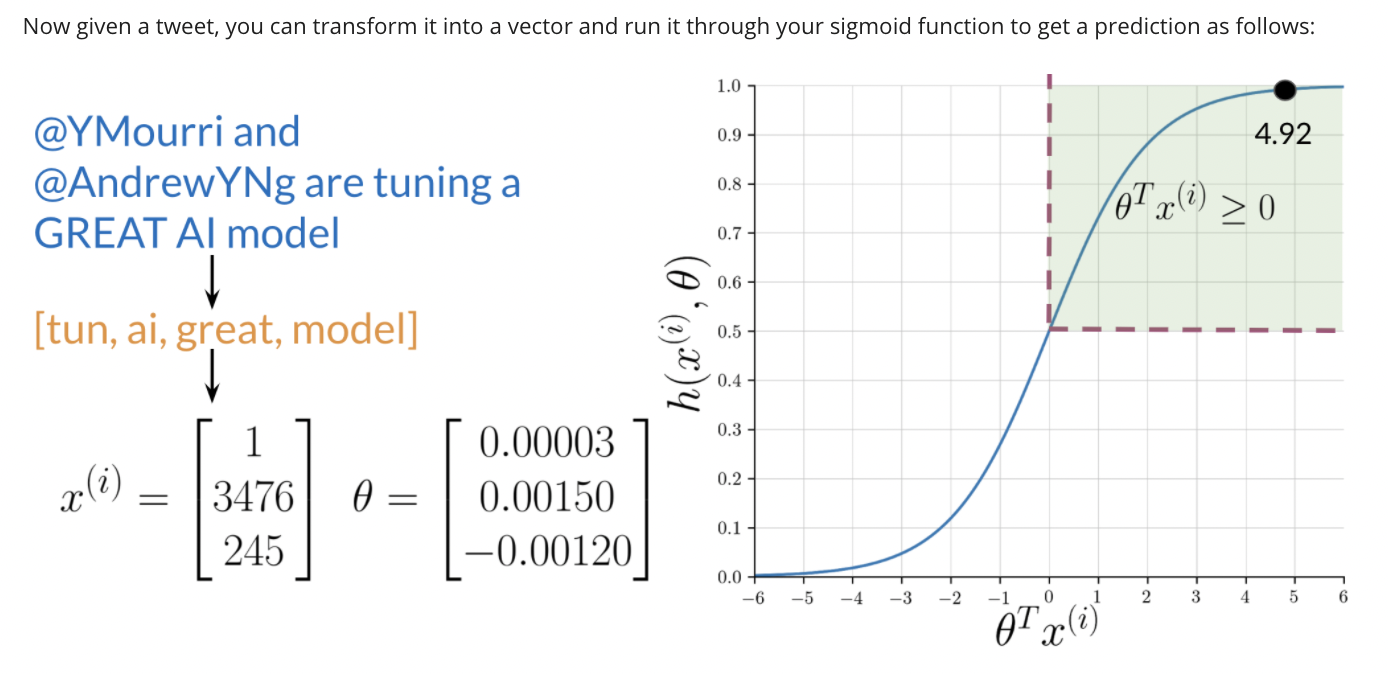 Now given a tweet, you can transform it into a vector and run it through your sigmoid function to get a prediction as follows:
@YMourri and
@AndrewYNg are tuning a
GREAT AI model
[tun, ai, great, model]
x^{(i)} = [1 3476 245] θ = [0.00003 0.00150 −0.00120]
h(x^{(i)}, θ)
1.0
0.9
0.8
0.7
0.6
0.5
0.4
0.3
0.2
0.1
0.0
4.92
θ^T x^{(i)} ≥ 0
−6 −5 −4 −3 −2 −1 0 1 2 3 4 5 6
θ^T x^{(i)}